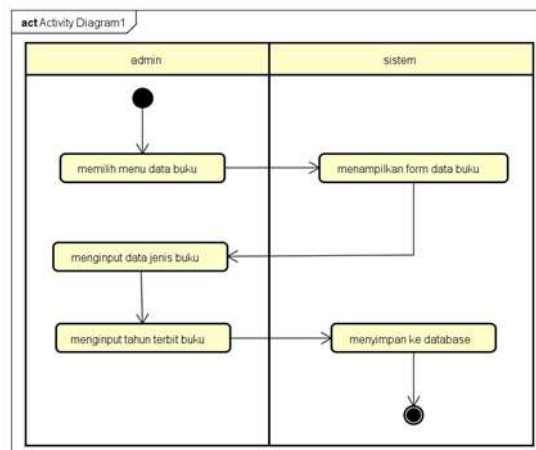 act Activity Diagram1
admin
sistem
memilih menu data buku
menampilkan form data buku
menginput data jenis buku
menginput tahun terbit buku
menyimpan ke database